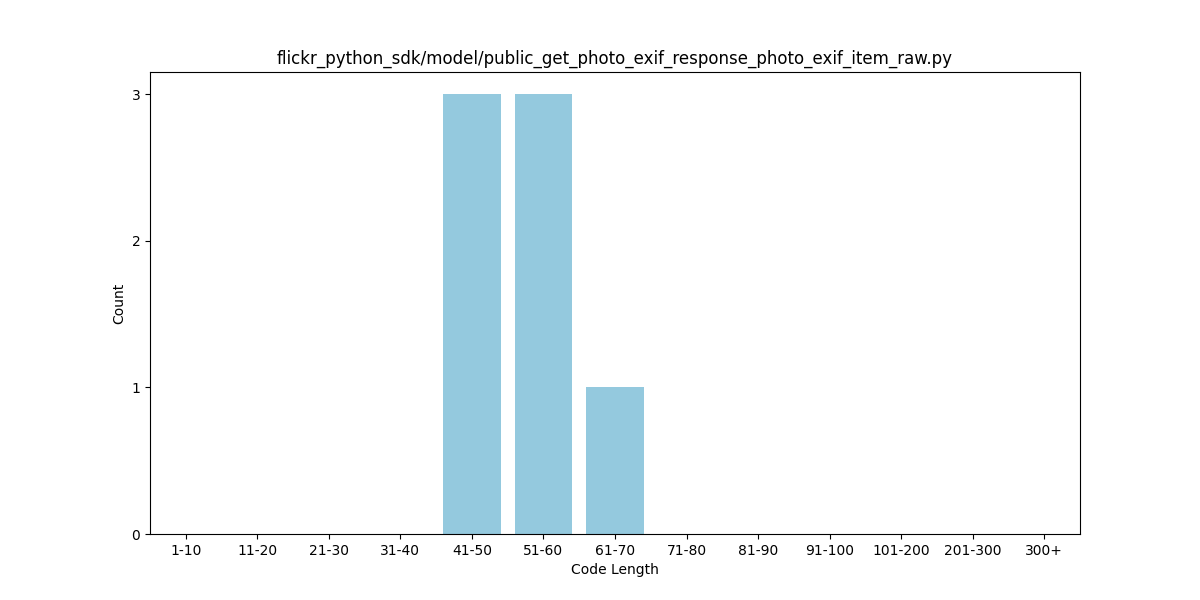 flickr_python_sdk/model/public_get_photo_exif_response_photo_exif_item_raw.py
3
2
1
0
Count
1-10 11-20 21-30 31-40 41-50 51-60 61-70 71-80 81-90 91-100 101-200 201-300 300+
Code Length